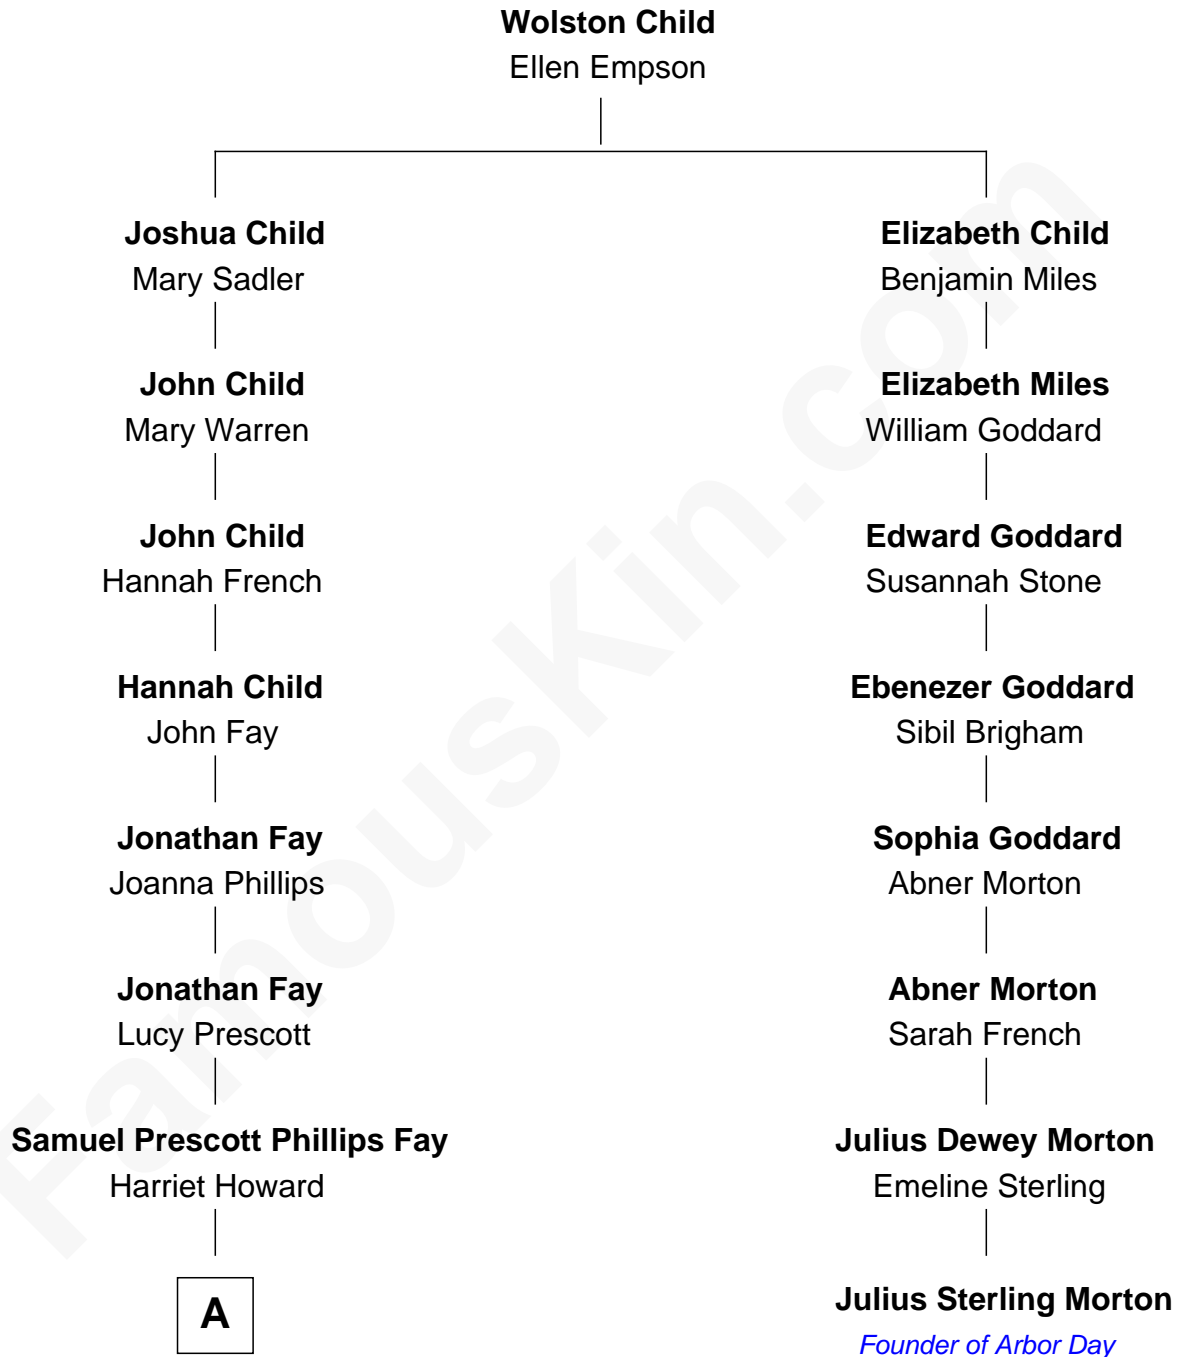 Wolston Child
Ellen Empson
Joshua Child
Mary Sadler
Elizabeth Child
Benjamin Miles
John Child
Mary Warren
Elizabeth Miles
William Goddard
John Child
Hannah French
Edward Goddard
Susannah Stone
Hannah Child
John Fay
Ebenezer Goddard
Sibil Brigham
Jonathan Fay
Joanna Phillips
Sophia Goddard
Abner Morton
Jonathan Fay
Lucy Prescott
Abner Morton
Sarah French
Samuel Prescott Phillips Fay
Harriet Howard
Julius Dewey Morton
Emeline Sterling
A
Julius Sterling Morton
Founder of Arbor Day
FamousKin.com